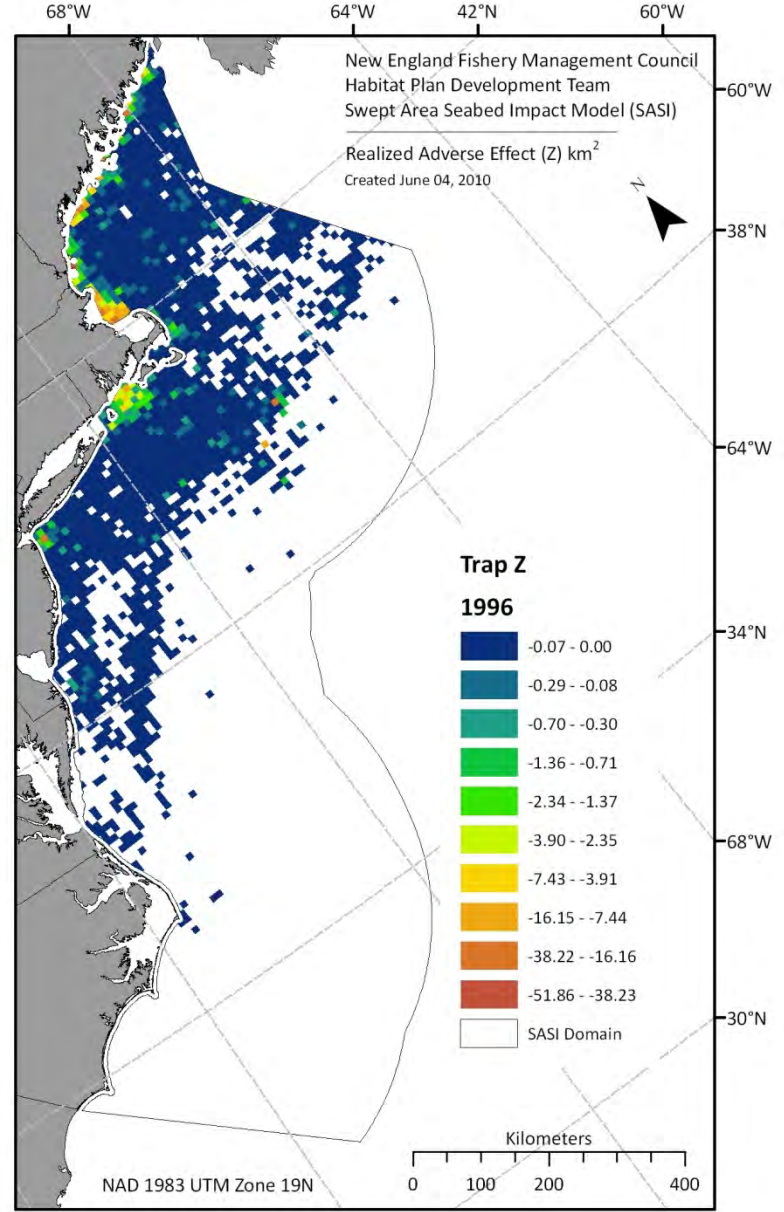 68°W
64°W
42°N
60°W
New England Fishery Management Council
Habitat Plan Development Team
Swept Area Seabed Impact Model (SASI)
Realized Adverse Effect (Z) km²
Created June 04, 2010
N
60°W
38°N
64°W
34°N
68°W
30°N
Trap Z
1996
-0.07 - 0.00
-0.29 - -0.08
-0.70 - -0.30
-1.36 - -0.71
-2.34 - -1.37
-3.90 - -2.35
-7.43 - -3.91
-16.15 - -7.44
-38.22 - -16.16
-51.86 - -38.23
SASI Domain
Kilometers
0 100 200 400
NAD 1983 UTM Zone 19N